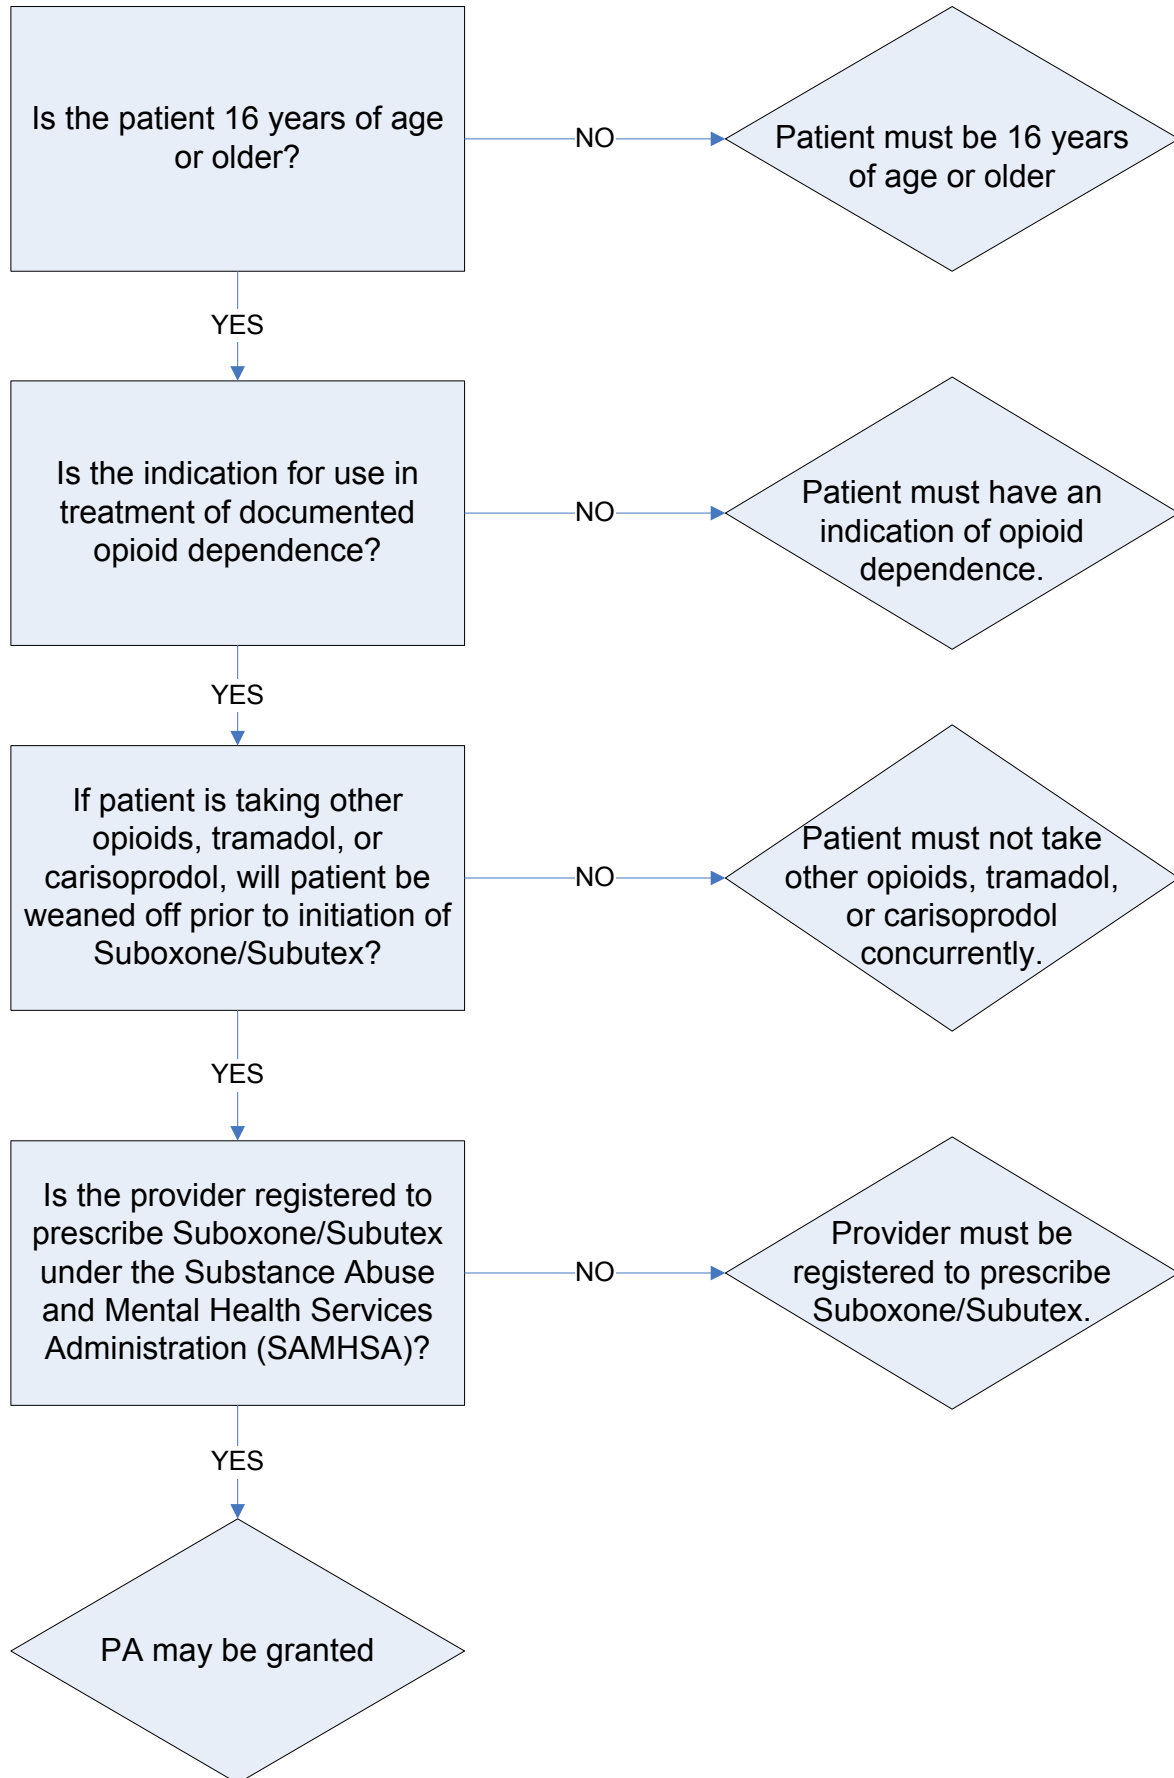 Is the patient 16 years of age
or older?
NO
Patient must be 16 years
of age or older
YES
Is the indication for use in
treatment of documented
opioid dependence?
NO
Patient must have an
indication of opioid
dependence.
YES
If patient is taking other
opioids, tramadol, or
carisoprodol, will patient be
weaned off prior to initiation of
Suboxone/Subutex?
NO
Patient must not take
other opioids, tramadol,
or carisoprodol
concurrently.
YES
Is the provider registered to
prescribe Suboxone/Subutex
under the Substance Abuse
and Mental Health Services
Administration (SAMHSA)?
NO
Provider must be
registered to prescribe
Suboxone/Subutex.
YES
PA may be granted